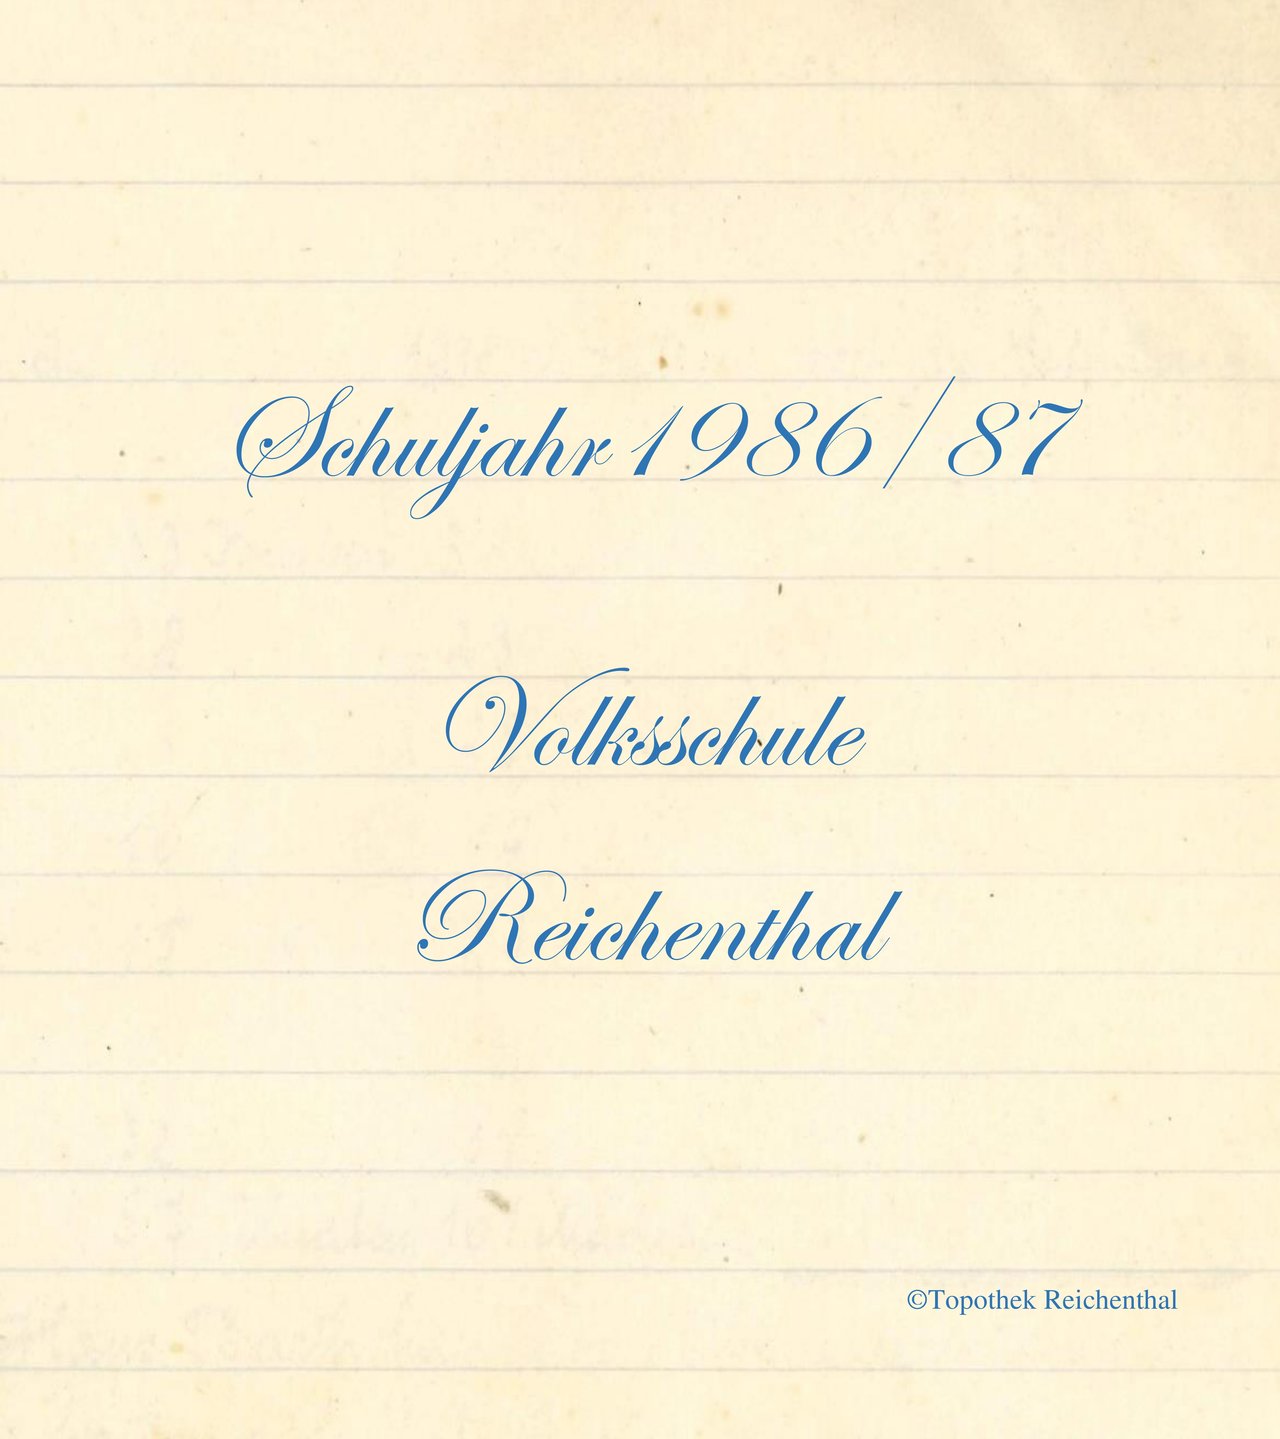 Schuljahr 1986/87
Volksschule
Reichenthal
©Topothek Reichenthal